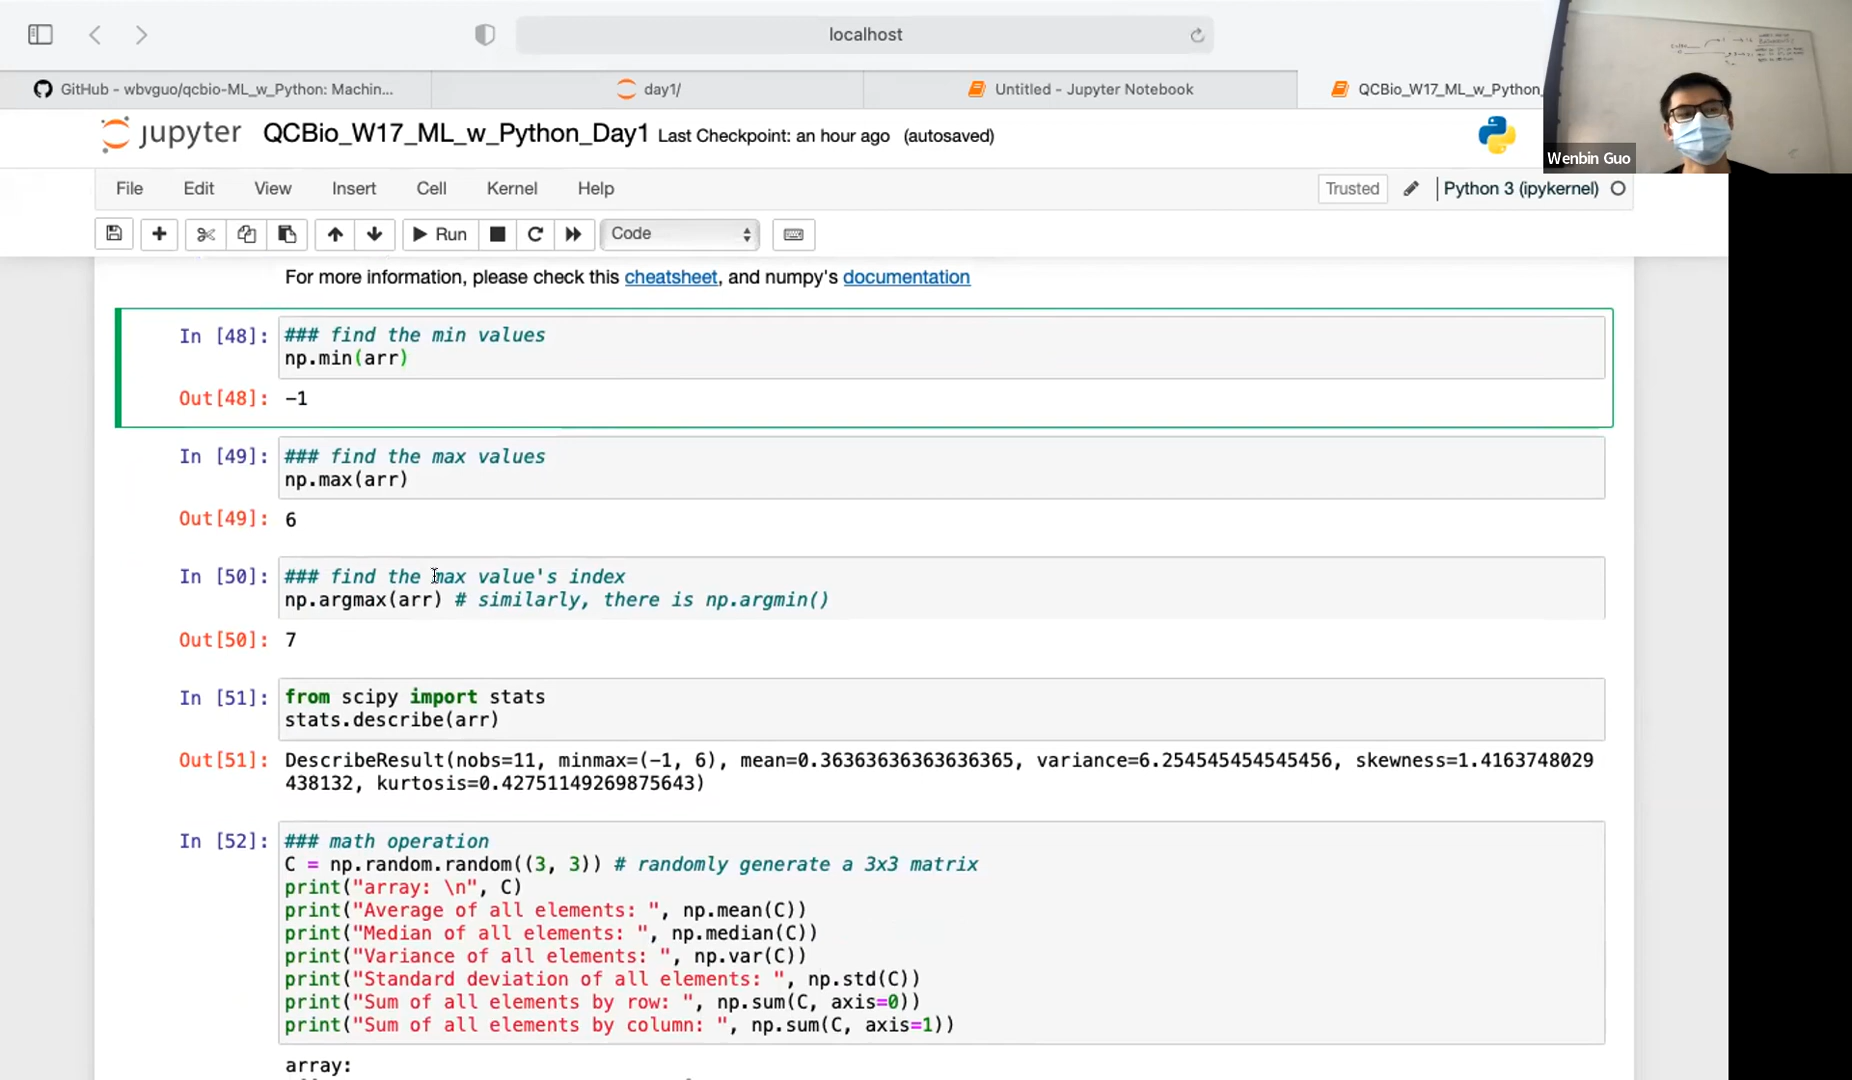 localhost
GitHub - wbvguo/qcbio-ML_w_Python: Machin...
day1/
Untitled - Jupyter Notebook
QCBio_W17_ML_w_Python_
jupyter QCBio_W17_ML_w_Python_Day1 Last Checkpoint: an hour ago (autosaved)
Wenbin Guo
File Edit View Insert Cell Kernel Help Trusted Python 3 (ipykernel)
Run Code
For more information, please check this cheatsheet, and numpy's documentation
In [48]: ### find the min values
np.min(arr)
Out[48]: -1
In [49]: ### find the max values
np.max(arr)
Out[49]: 6
In [50]: ### find the max value's index
np.argmax(arr) # similarly, there is np.argmin()
Out[50]: 7
In [51]: from scipy import stats
stats.describe(arr)
Out[51]: DescribeResult(nobs=11, minmax=(-1, 6), mean=0.36363636363636365, variance=6.254545454545456, skewness=1.4163748029
438132, kurtosis=0.42751149269875643)
In [52]: ### math operation
C = np.random.random((3, 3)) # randomly generate a 3x3 matrix
print("array: \n", C)
print("Average of all elements: ", np.mean(C))
print("Median of all elements: ", np.median(C))
print("Variance of all elements: ", np.var(C))
print("Standard deviation of all elements: ", np.std(C))
print("Sum of all elements by row: ", np.sum(C, axis=0))
print("Sum of all elements by column: ", np.sum(C, axis=1))
array: